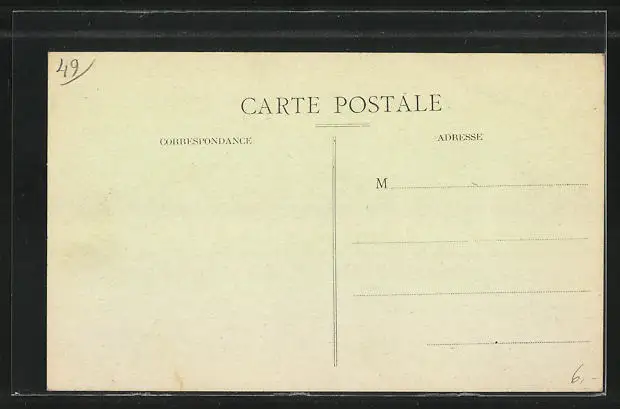 49
CARTE POSTALE
CORRESPONDANCE
ADRESSE
M
6,-